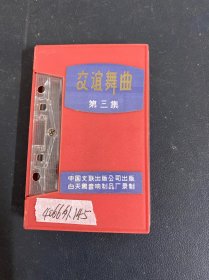 交谊舞曲
第三集
中国文联出版公司出版
白天鹅音响制品厂录制